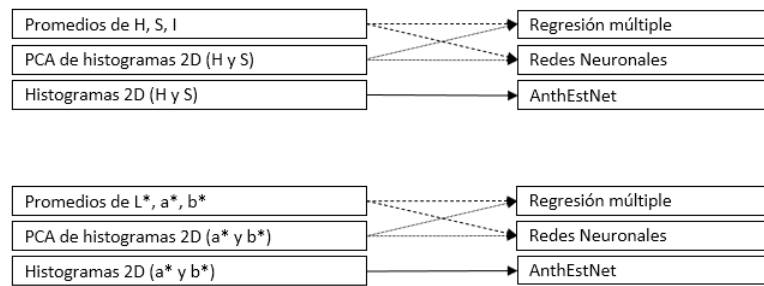 Promedios de H, S, I
Regresión múltiple
PCA de histogramas 2D (H y S)
Redes Neuronales
Histogramas 2D (H y S)
AnthEstNet
Promedios de L*, a*, b*
Regresión múltiple
PCA de histogramas 2D (a* y b*)
Redes Neuronales
Histogramas 2D (a* y b*)
AnthEstNet